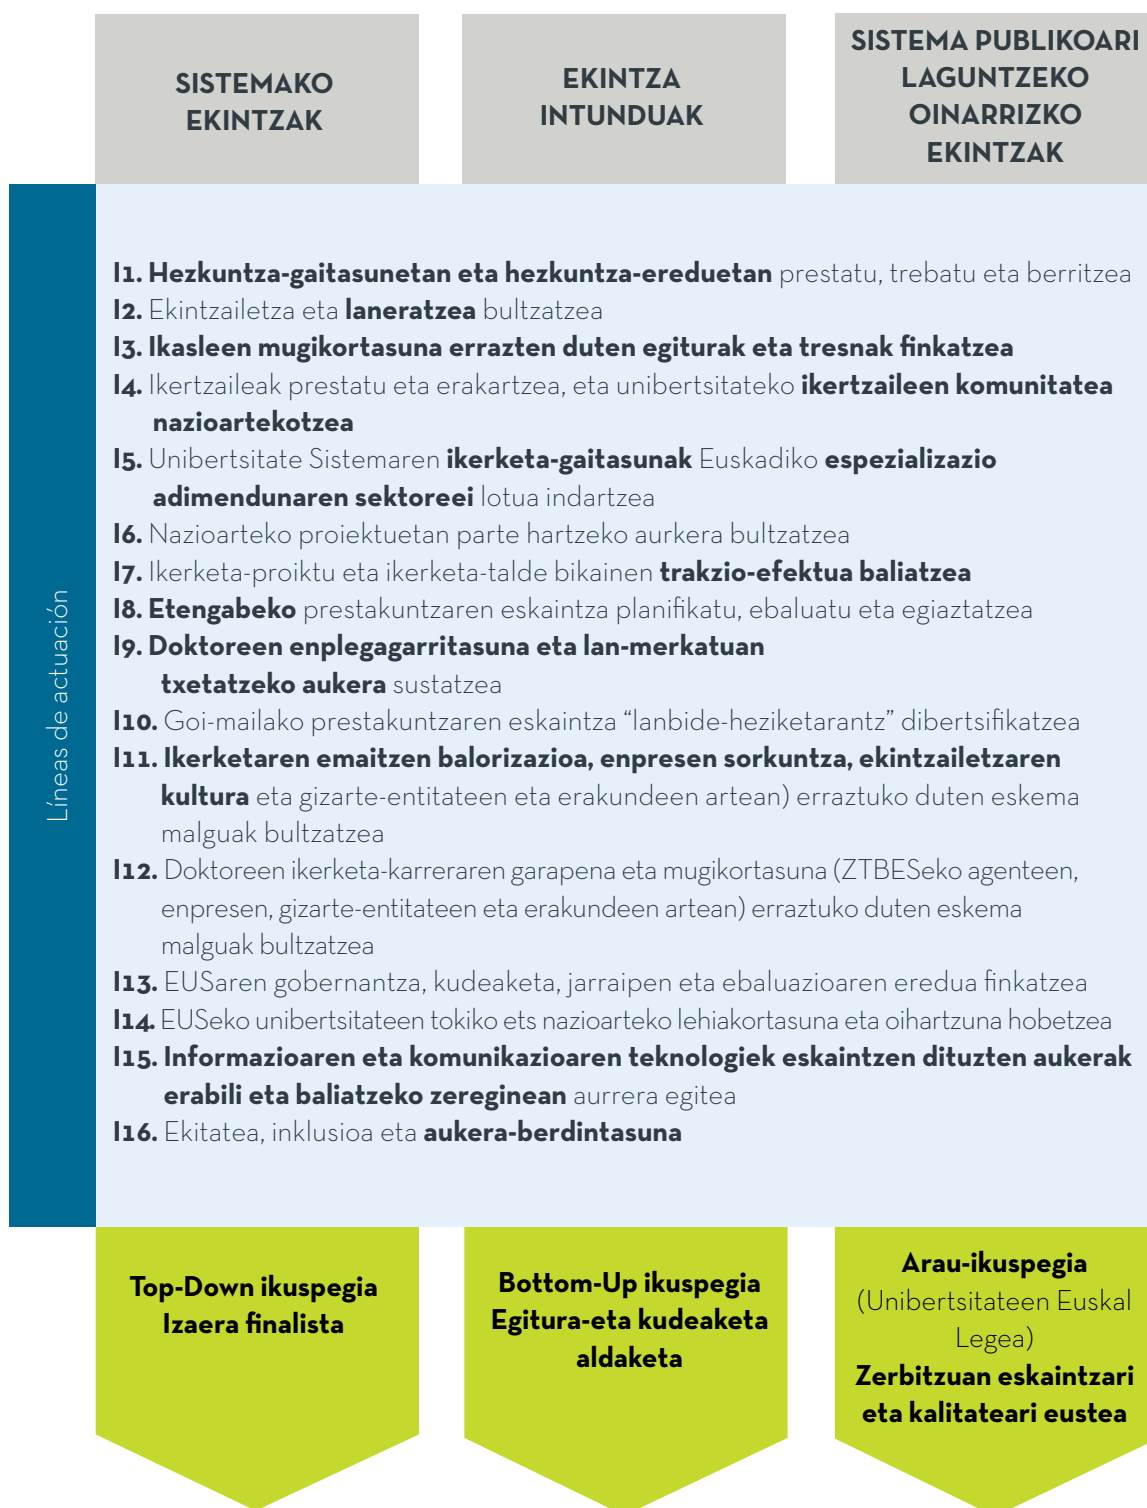 SISTEMAKO
EKINTZAK
EKINTZA
INTUNDUAK
SISTEMA PUBLIKOARI
LAGUNTZEKO
OINARRIZKO
EKINTZAK
Líneas de actuación
I1. Hezkuntza-gaitasunetan eta hezkuntza-ereduetan prestatu, trebatu eta berritzea
I2. Ekintzailetza eta laneratzea bultzatzea
I3. Ikasleen mugikortasuna errazten duten egiturak eta tresnak finkatzea
I4. Ikertzaileak prestatu eta erakartzea, eta unibertsitateko ikertzaileen komunitatea
nazioartekotzea
I5. Unibertsitate Sistemaren ikerketa-gaitasunak Euskadiko espezializazio
adimendunaren sektoreei lotua indartzea
I6. Nazioarteko proiektuetan parte hartzeko aurkera bultzatzea
I7. Ikerketa-proiktu eta ikerketa-talde bikainen trakzio-efektua baliatzea
I8. Etengabeko prestakuntzaren eskaintza planifikatu, ebaluatu eta egiaztatzea
I9. Doktoreen enplegagarritasuna eta lan-merkatuan
txetatzeko aukera sustatzea
I10. Goi-mailako prestakuntzaren eskaintza “lanbide-heziketarantz” dibertsifikatzea
I11. Ikerketaren emaitzen balorizazioa, enpresen sorkuntza, ekintzailetzaren
kultura eta gizarte-entitateen eta erakundeen artean) erraztuko duten eskema
malguak bultzatzea
I12. Doktoreen ikerketa-karreraren garapena eta mugikortasuna (ZTBESeko agenteen,
enpresen, gizarte-entitateen eta erakundeen artean) erraztuko duten eskema
malguak bultzatzea
I13. EUSaren gobernantza, kudeaketa, jarraipen eta ebaluazioaren eredua finkatzea
I14. EUSeko unibertsitateen tokiko ets nazioarteko lehiakortasuna eta oihartzuna hobetzea
I15. Informazioaren eta komunikazioaren teknologiek eskaintzen dituzten aukerak
erabili eta baliatzeko zereginean aurrera egitea
I16. Ekitatea, inklusioa eta aukera-berdintasuna
Top-Down ikuspegia
Izaera finalista
Bottom-Up ikuspegia
Egitura-eta kudeaketa
aldaketa
Arau-ikuspegia
(Unibertsitateen Euskal
Legea)
Zerbitzuan eskaintzari
eta kalitateari eustea